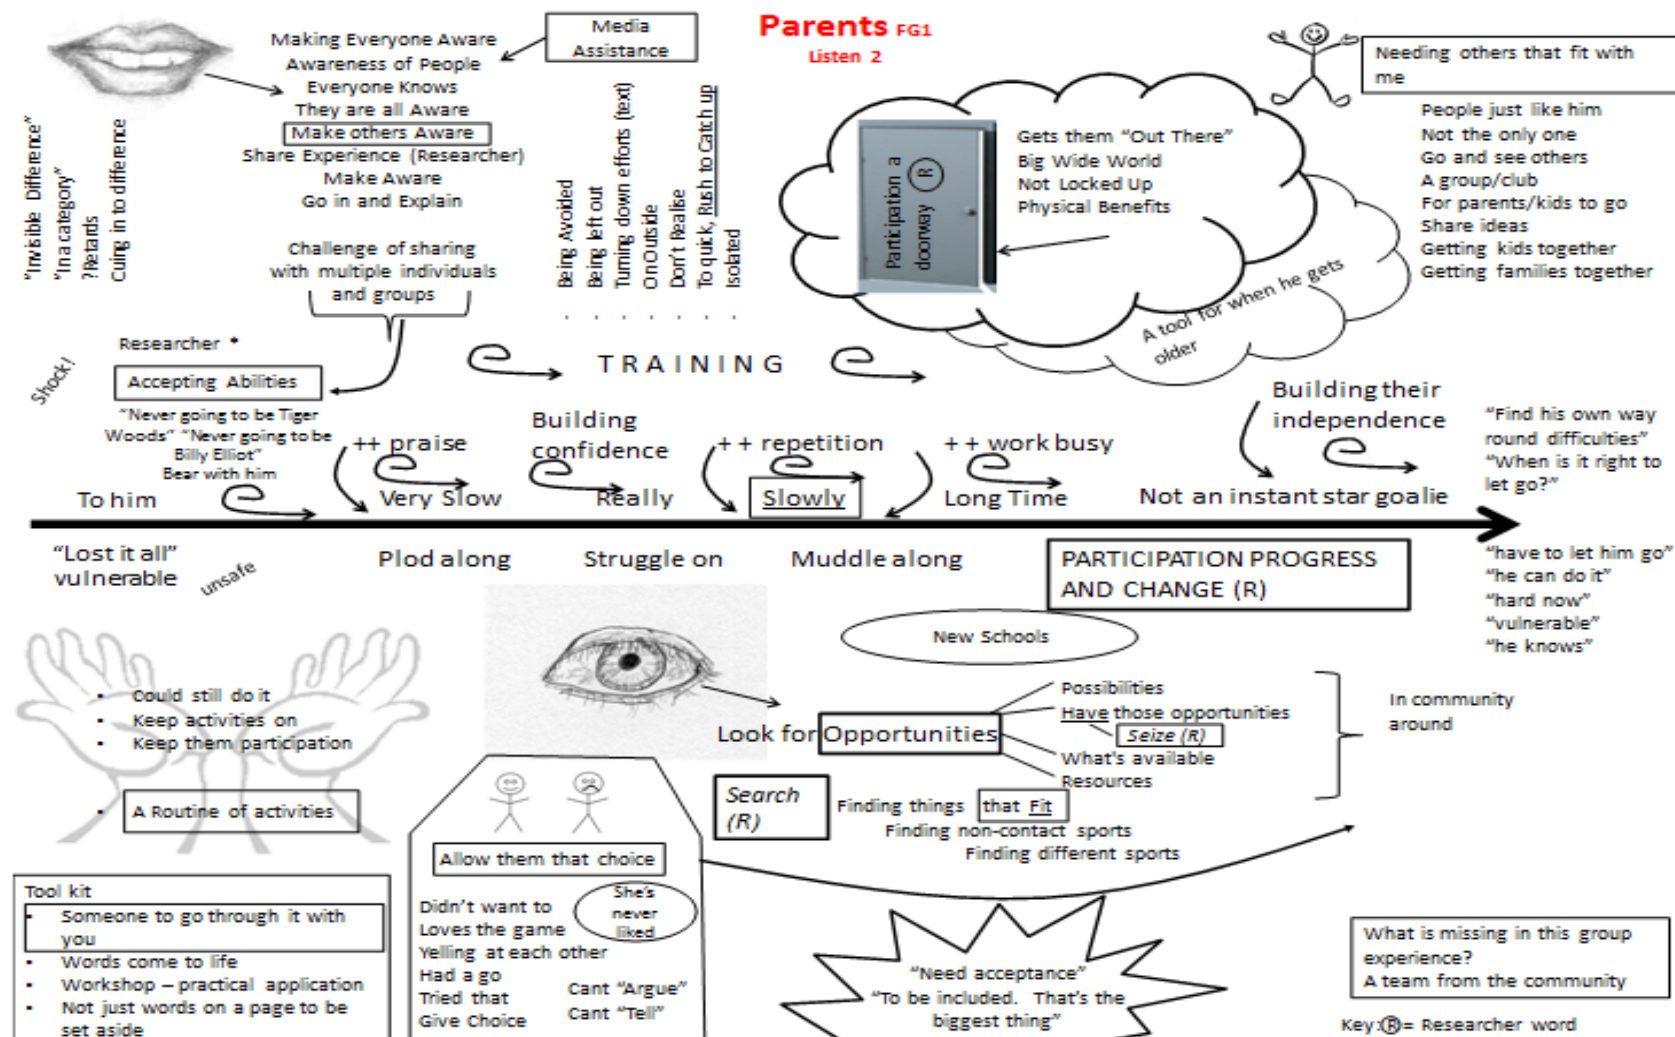 Parents FG1
Listen 2
Media
Assistance
Making Everyone Aware
Awareness of People
Everyone Knows
They are all Aware
Make others Aware
Share Experience (Researcher)
Make Aware
Go in and Explain
Challenge of sharing
with multiple individuals
and groups
"Invisible Difference"
"In a category"
?Retards
Cuing in to difference
Being Avoided
Being left out
Turning down efforts (text)
On Outside
Don't Realise
To quick, Rush to Catch up
Isolated
Participation a
doorway R
Gets them "Out There"
Big Wide World
Not Locked Up
Physical Benefits
A tool for when he gets
older
Needing others that fit with
me
People just like him
Not the only one
Go and see others
A group/club
For parents/kids to go
Share ideas
Getting kids together
Getting families together
Shock!
Researcher *
Accepting Abilities
"Never going to be Tiger
Woods" "Never going to be
Billy Elliot"
Bear with him
TRAINING
++ praise
Building
confidence
++ repetition
++ work busy
Building their
independence
"Find his own way
round difficulties"
"When is it right to
let go?"
To him
Very Slow
Really
Slowly
Long Time
Not an instant star goalie
"Lost it all"
vulnerable
unsafe
Plod along
Struggle on
Muddle along
PARTICIPATION PROGRESS
AND CHANGE (R)
"have to let him go"
"he can do it"
"hard now"
"vulnerable"
"he knows"
New Schools
▪ Could still do it
▪ Keep activities on
▪ Keep them participation
▪ A Routine of activities
Look for Opportunities
Possibilities
Have those opportunities
Seize (R)
What's available
Resources
In community
around
Search
(R)
Finding things that Fit
Finding non-contact sports
Finding different sports
Allow them that choice
She's
never
liked
Didn't want to
Loves the game
Yelling at each other
Had a go
Tried that
Give Choice
Cant "Argue"
Cant "Tell"
Tool kit
▪ Someone to go through it with
you
▪ Words come to life
▪ Workshop – practical application
▪ Not just words on a page to be
set aside
"Need acceptance"
"To be included. That's the
biggest thing"
What is missing in this group
experience?
A team from the community
Key:R= Researcher word